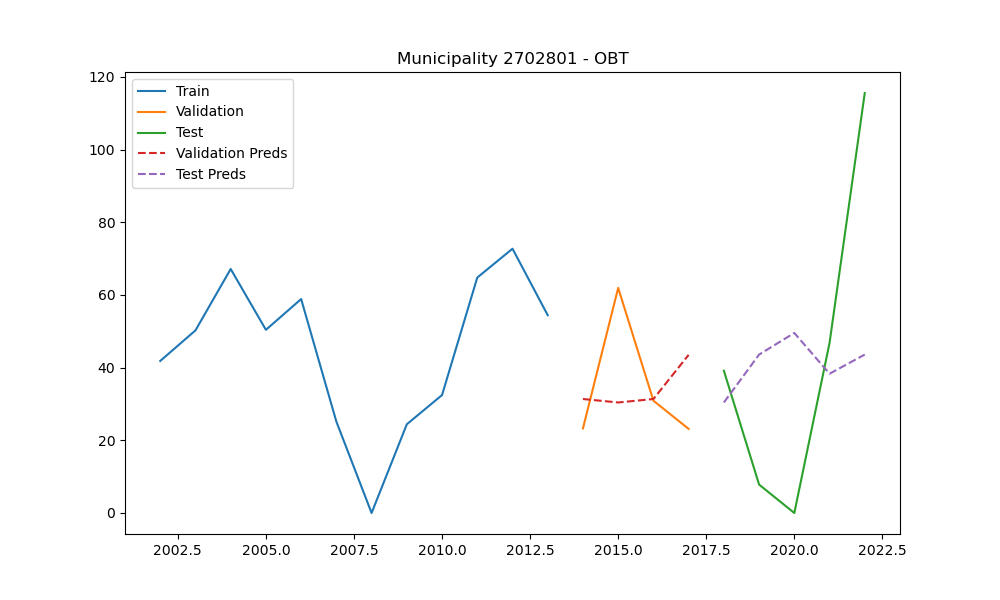 Municipality 2702801 - OBT
120
100
80
60
40
20
0
Train
Validation
Test
Validation Preds
Test Preds
2002.5 2005.0 2007.5 2010.0 2012.5 2015.0 2017.5 2020.0 2022.5